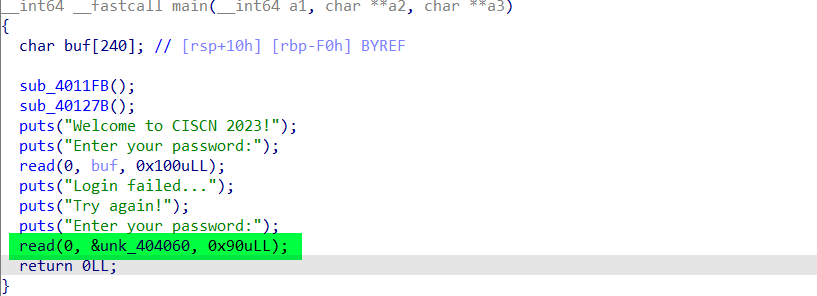 __int64 __fastcall main(__int64 a1, char **a2, char **a3)
{
  char buf[240]; // [rsp+10h] [rbp-F0h] BYREF

  sub_4011FB();
  sub_40127B();
  puts("Welcome to CISCN 2023!");
  puts("Enter your password:");
  read(0, buf, 0x100uLL);
  puts("Login failed...");
  puts("Try again!");
  puts("Enter your password:");
  read(0, &unk_404060, 0x90uLL);
  return 0LL;
}